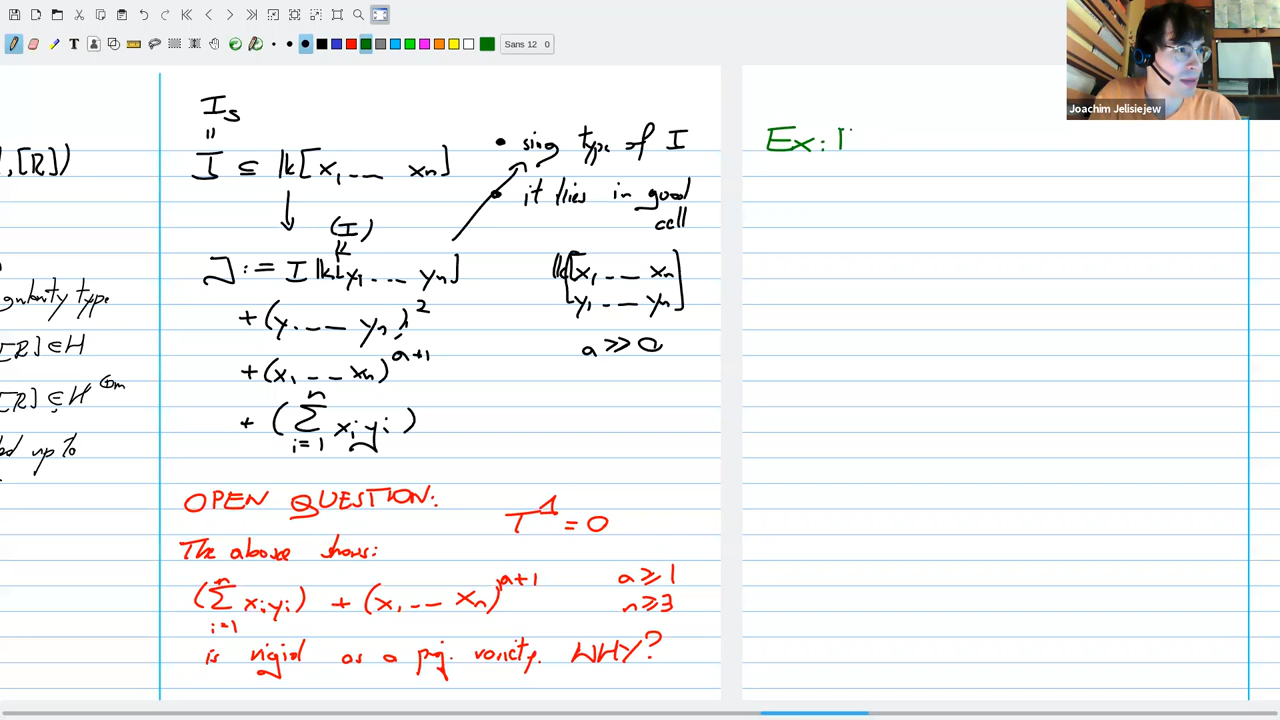 Sans 12 0
Joachim Jelisiejew
, [R])
gularity type
[R] ∈ H
[R] ∈ H Gm
ed up to
I_s
॥
I ⊆ k[x_1 -- x_n]
(I)
J := I k[y_1 -- y_n]
+ (y_1 -- y_n)^2
+ (x_1 -- x_n)^{a+1}
+ (∑_{i=1}^n x_i y_i)
• sing type of I
• it lies in good
cell
k[x_1 -- x_n
y_1 -- y_n]
a >> 0
OPEN QUESTION:
T^1 = 0
The above shows:
(∑_{i=1}^n x_i y_i) + (x_1 -- x_n)^{a+1}
a ≥ 1
n ≥ 3
is rigid as a proj. variety. WHY?
Ex: